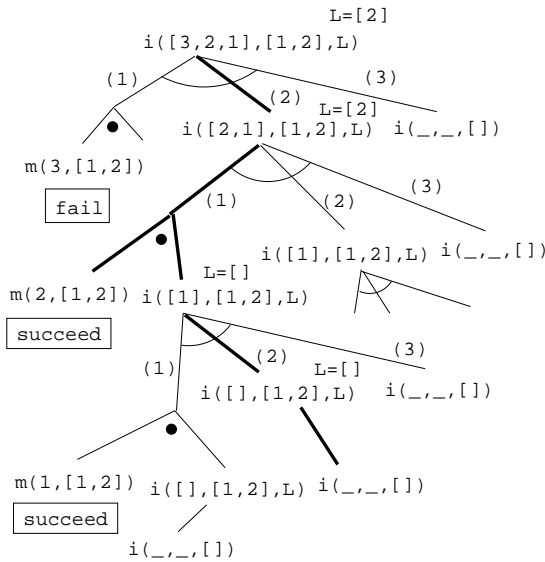 L=[2]
i([3,2,1],[1,2],L)
(1)
(2)
(3)
L=[2]
i([2,1],[1,2],L)
i(_,_,[])
m(3,[1,2])
fail
(1)
(2)
(3)
i([1],[1,2],L)
i(_,_,[])
L=[]
m(2,[1,2])
i([1],[1,2],L)
succeed
(1)
(2)
(3)
L=[]
i([],[1,2],L)
i(_,_,[])
m(1,[1,2])
i([],[1,2],L)
i(_,_,[])
succeed
i(_,_,[])